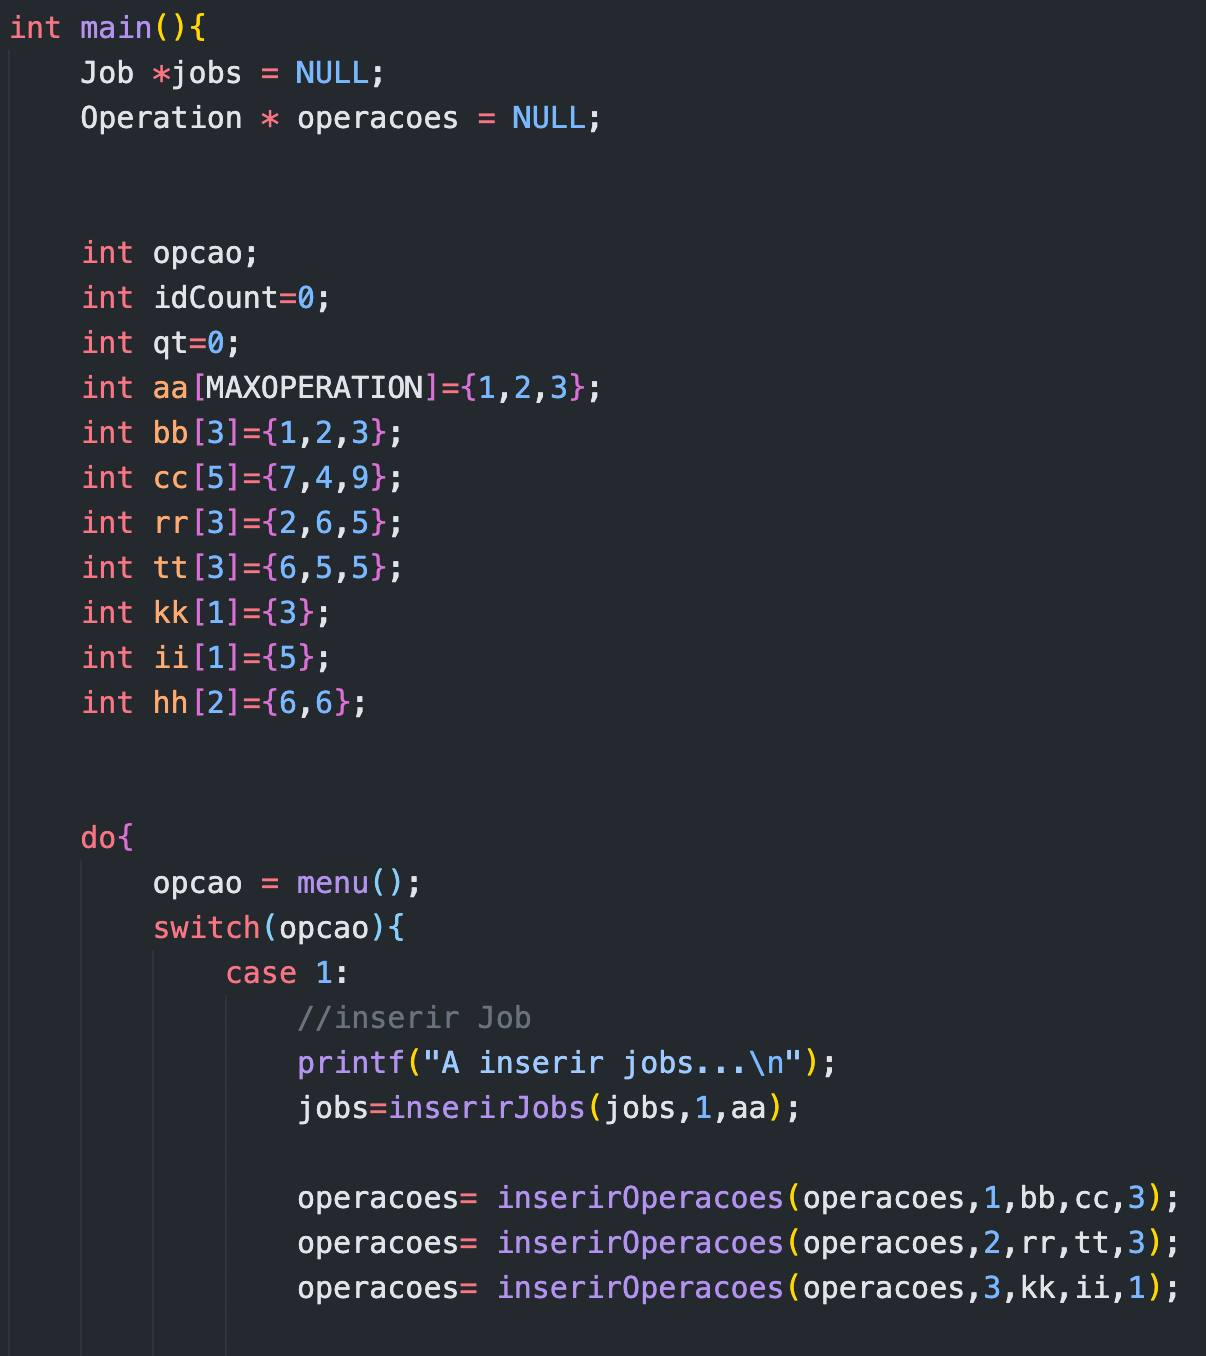 int main(){
Job *jobs = NULL;
Operation * operacoes = NULL;
int opcao;
int idCount=0;
int qt=0;
int aa[MAXOPERATION]={1,2,3};
int bb[3]={1,2,3};
int cc[5]={7,4,9};
int rr[3]={2,6,5};
int tt[3]={6,5,5};
int kk[1]={3};
int ii[1]={5};
int hh[2]={6,6};
do{
opcao = menu();
switch(opcao){
case 1:
//inserir Job
printf("A inserir jobs...\n");
jobs=inserirJobs(jobs,1,aa);
operacoes= inserirOperacoes(operacoes,1,bb,cc,3);
operacoes= inserirOperacoes(operacoes,2,rr,tt,3);
operacoes= inserirOperacoes(operacoes,3,kk,ii,1);